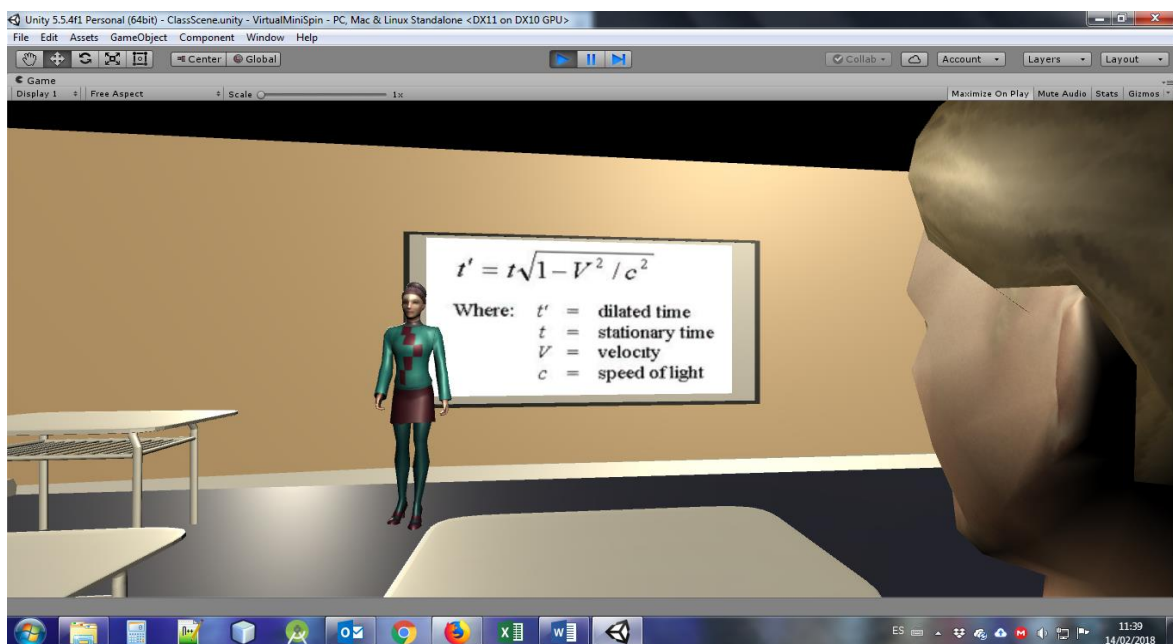 Unity 5.5.4f1 Personal (64bit) - ClassScene.unity - VirtualMiniSpin - PC, Mac & Linux Standalone <DX11 on DX10 GPU>
File Edit Assets GameObject Component Window Help
Center Global Collab Account Layers Layout
Game
Display 1 Free Aspect Scale 1x Maximize On Play Mute Audio Stats Gizmos
t' = t√1 - V² / c²
Where: t' = dilated time
t = stationary time
V = velocity
c = speed of light
ES 11:39
14/02/2018